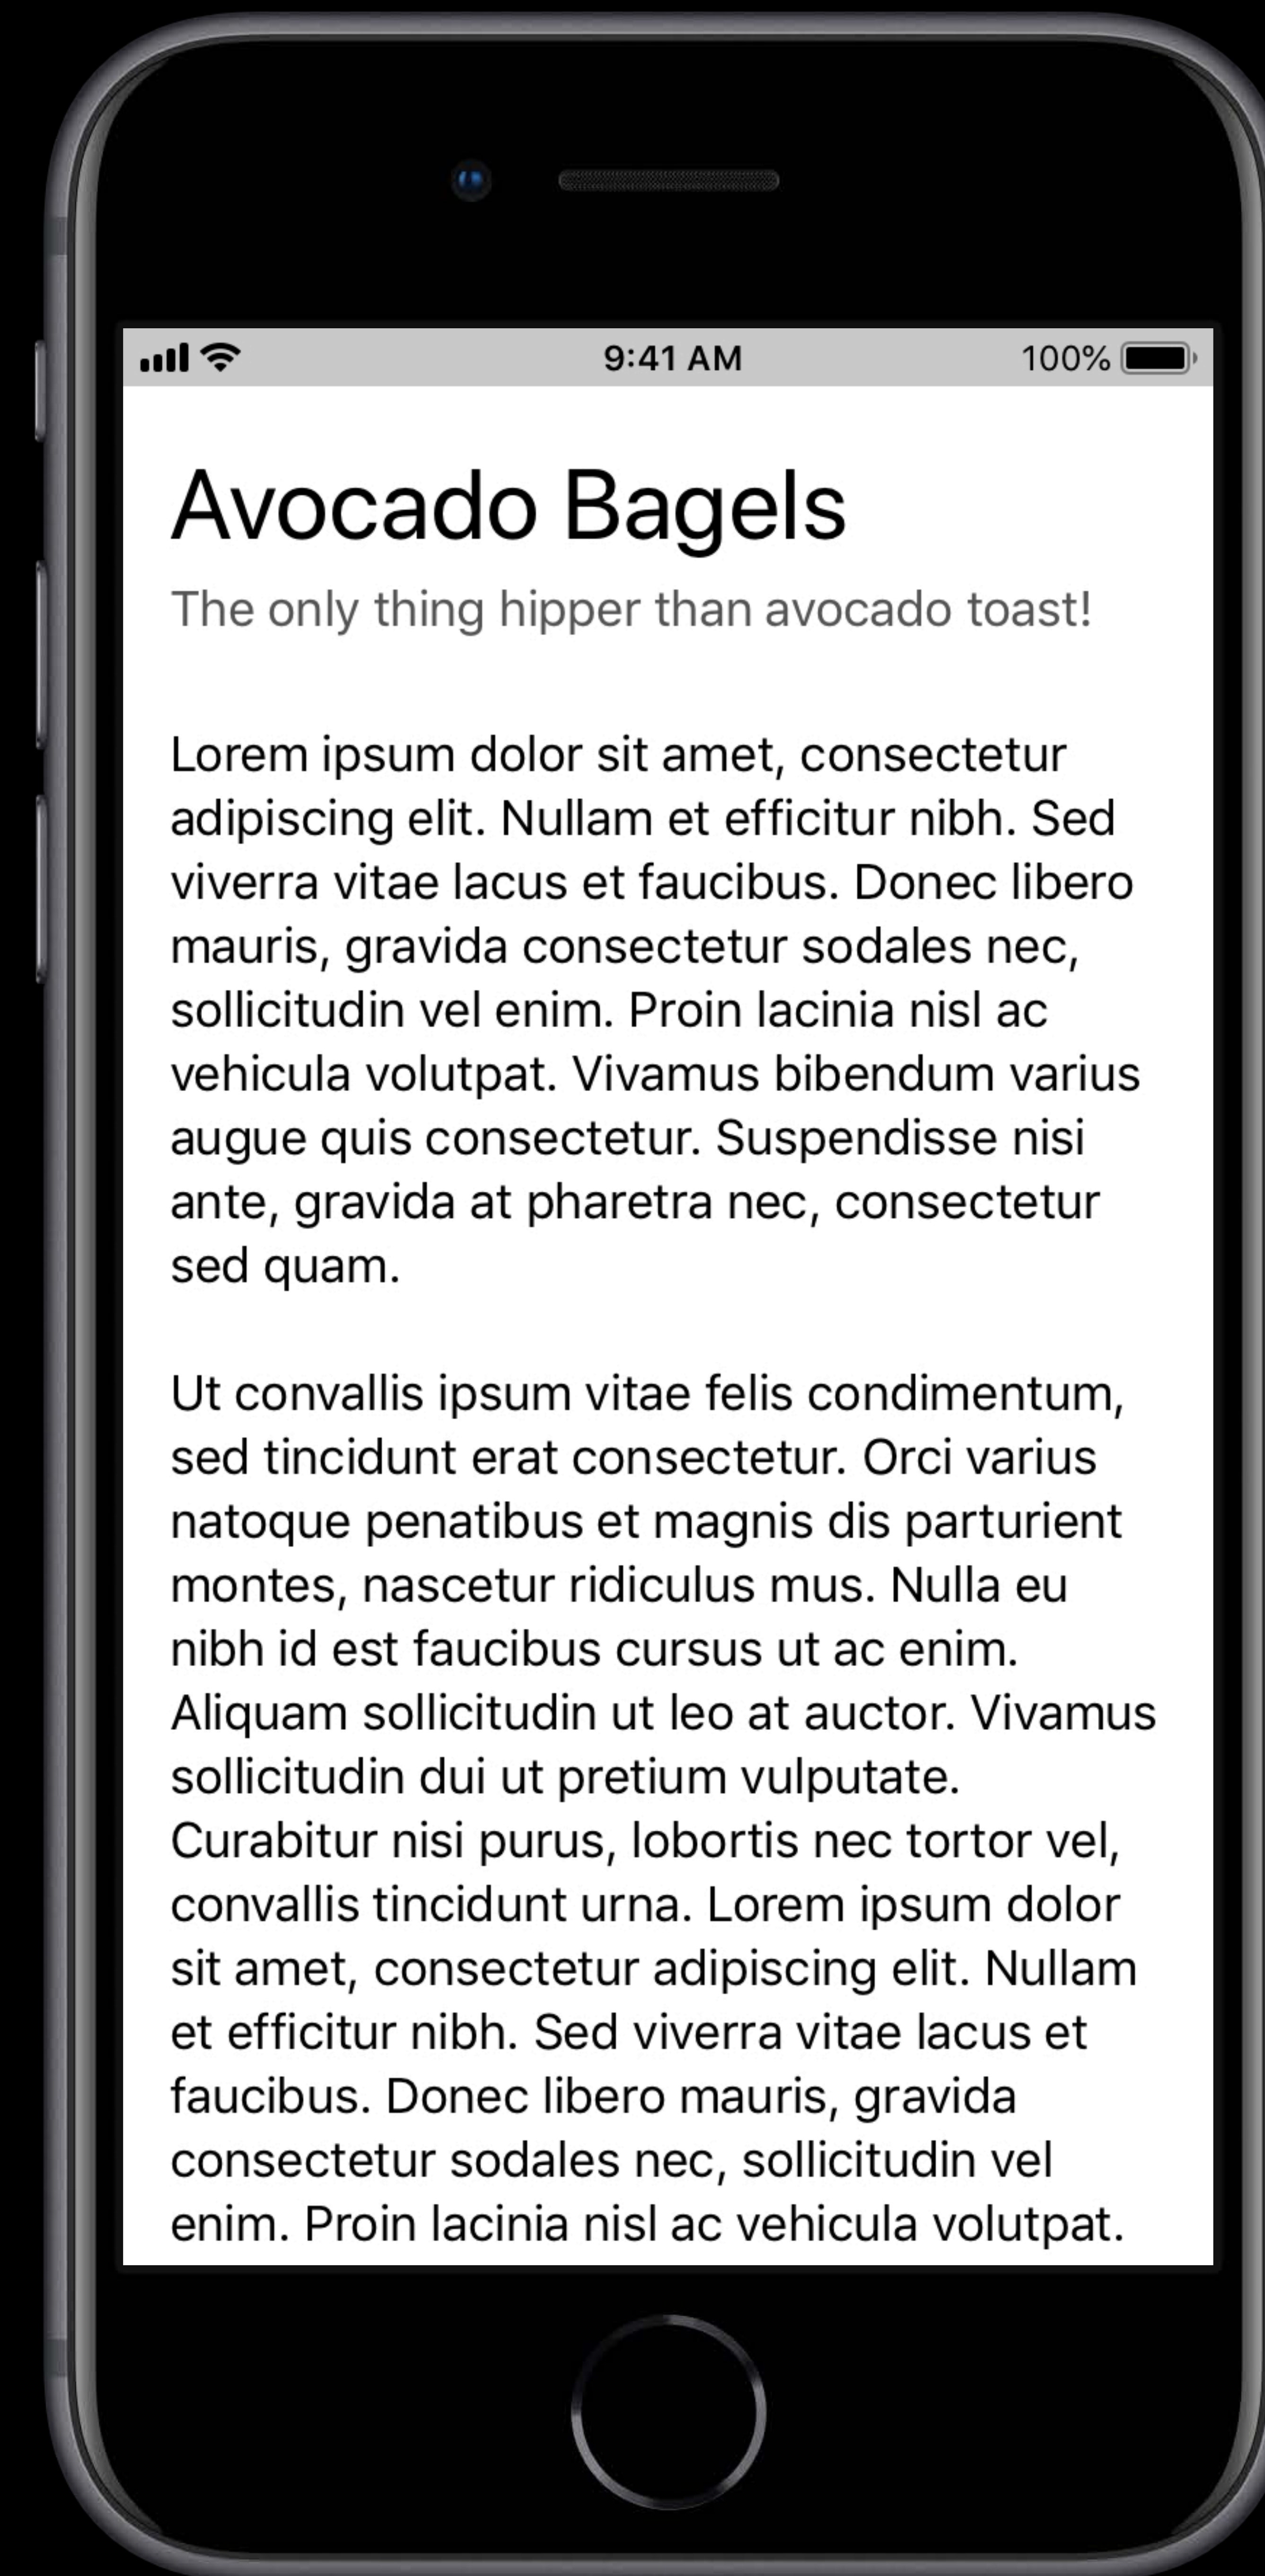 9:41 AM 100%
Avocado Bagels
The only thing hipper than avocado toast!
Lorem ipsum dolor sit amet, consectetur
adipiscing elit. Nullam et efficitur nibh. Sed
viverra vitae lacus et faucibus. Donec libero
mauris, gravida consectetur sodales nec,
sollicitudin vel enim. Proin lacinia nisl ac
vehicula volutpat. Vivamus bibendum varius
augue quis consectetur. Suspendisse nisi
ante, gravida at pharetra nec, consectetur
sed quam.
Ut convallis ipsum vitae felis condimentum,
sed tincidunt erat consectetur. Orci varius
natoque penatibus et magnis dis parturient
montes, nascetur ridiculus mus. Nulla eu
nibh id est faucibus cursus ut ac enim.
Aliquam sollicitudin ut leo at auctor. Vivamus
sollicitudin dui ut pretium vulputate.
Curabitur nisi purus, lobortis nec tortor vel,
convallis tincidunt urna. Lorem ipsum dolor
sit amet, consectetur adipiscing elit. Nullam
et efficitur nibh. Sed viverra vitae lacus et
faucibus. Donec libero mauris, gravida
consectetur sodales nec, sollicitudin vel
enim. Proin lacinia nisl ac vehicula volutpat.